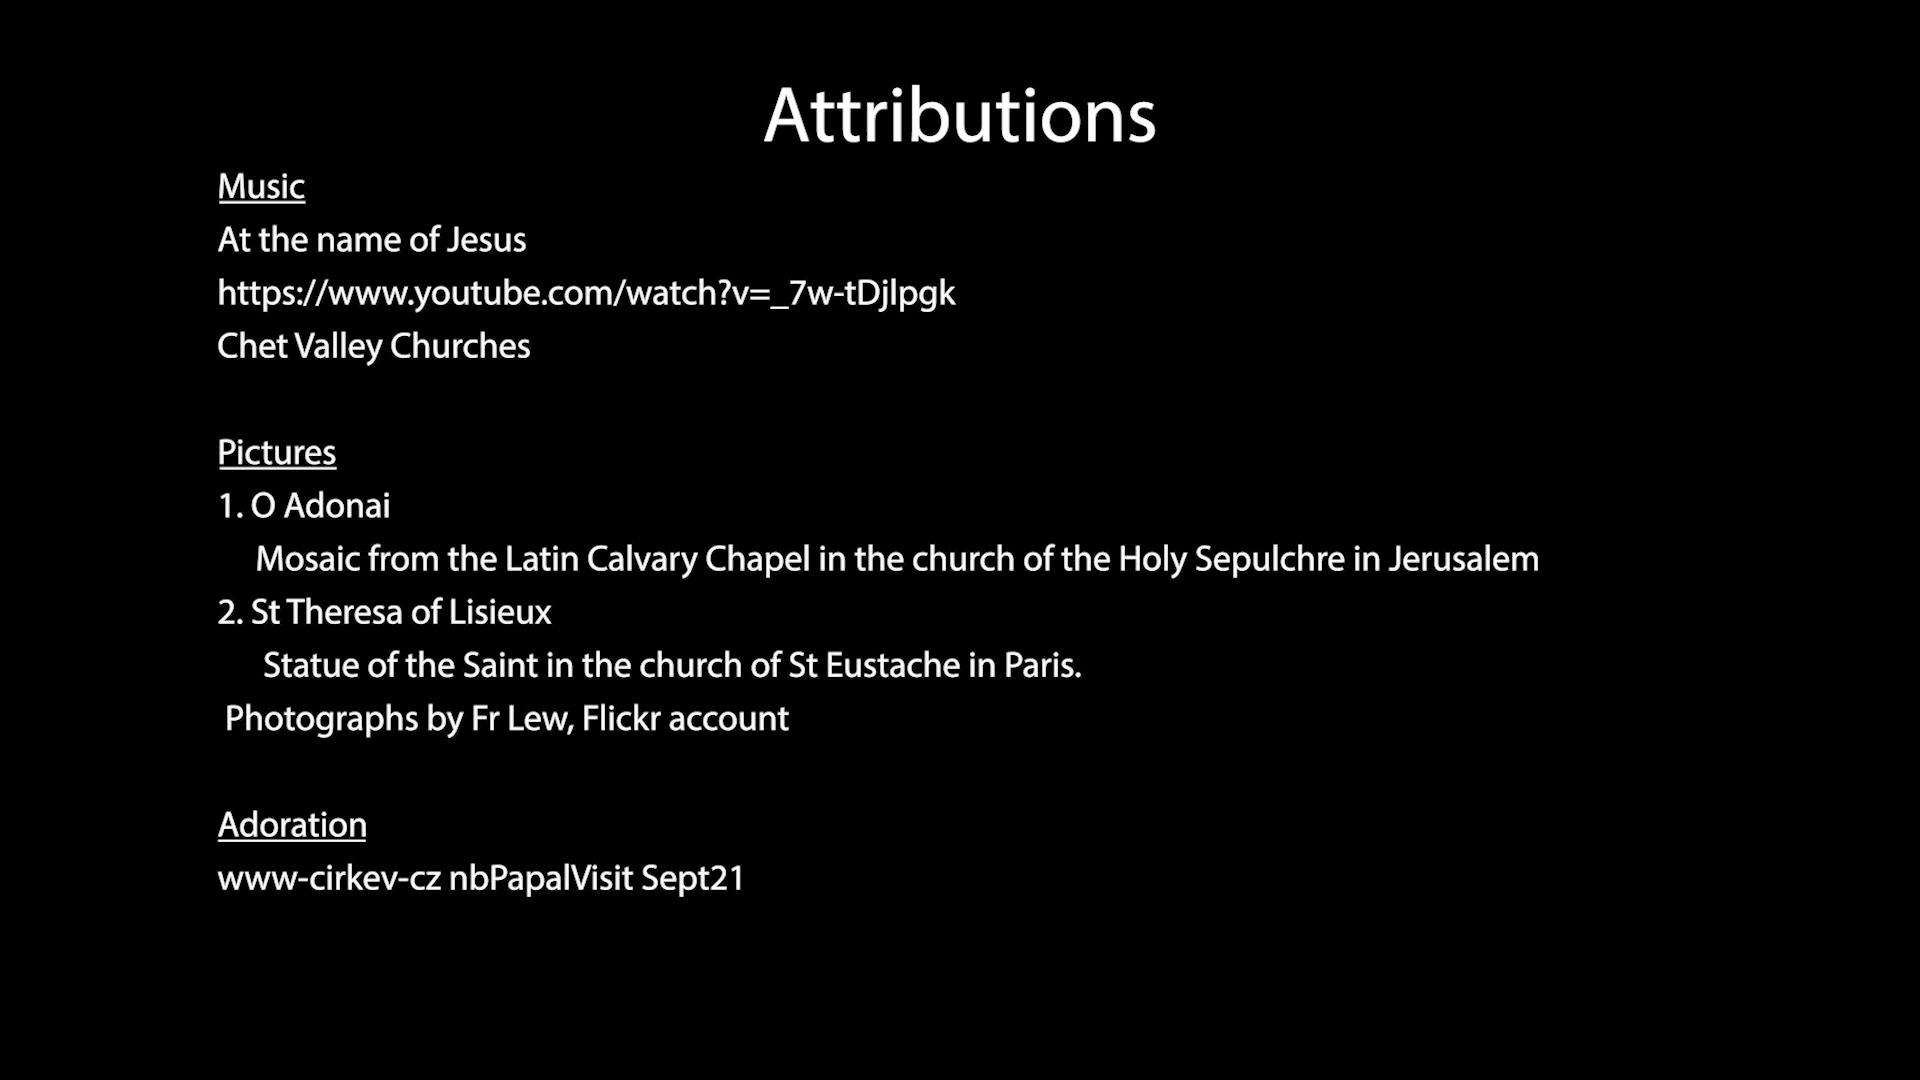 Attributions
Music
At the name of Jesus
https://www.youtube.com/watch?v=_7w-tDjlpgk
Chet Valley Churches
Pictures
1. O Adonai
Mosaic from the Latin Calvary Chapel in the church of the Holy Sepulchre in Jerusalem
2. St Theresa of Lisieux
Statue of the Saint in the church of St Eustache in Paris.
Photographs by Fr Lew, Flickr account
Adoration
www-cirkev-cz nbPapalVisit Sept21